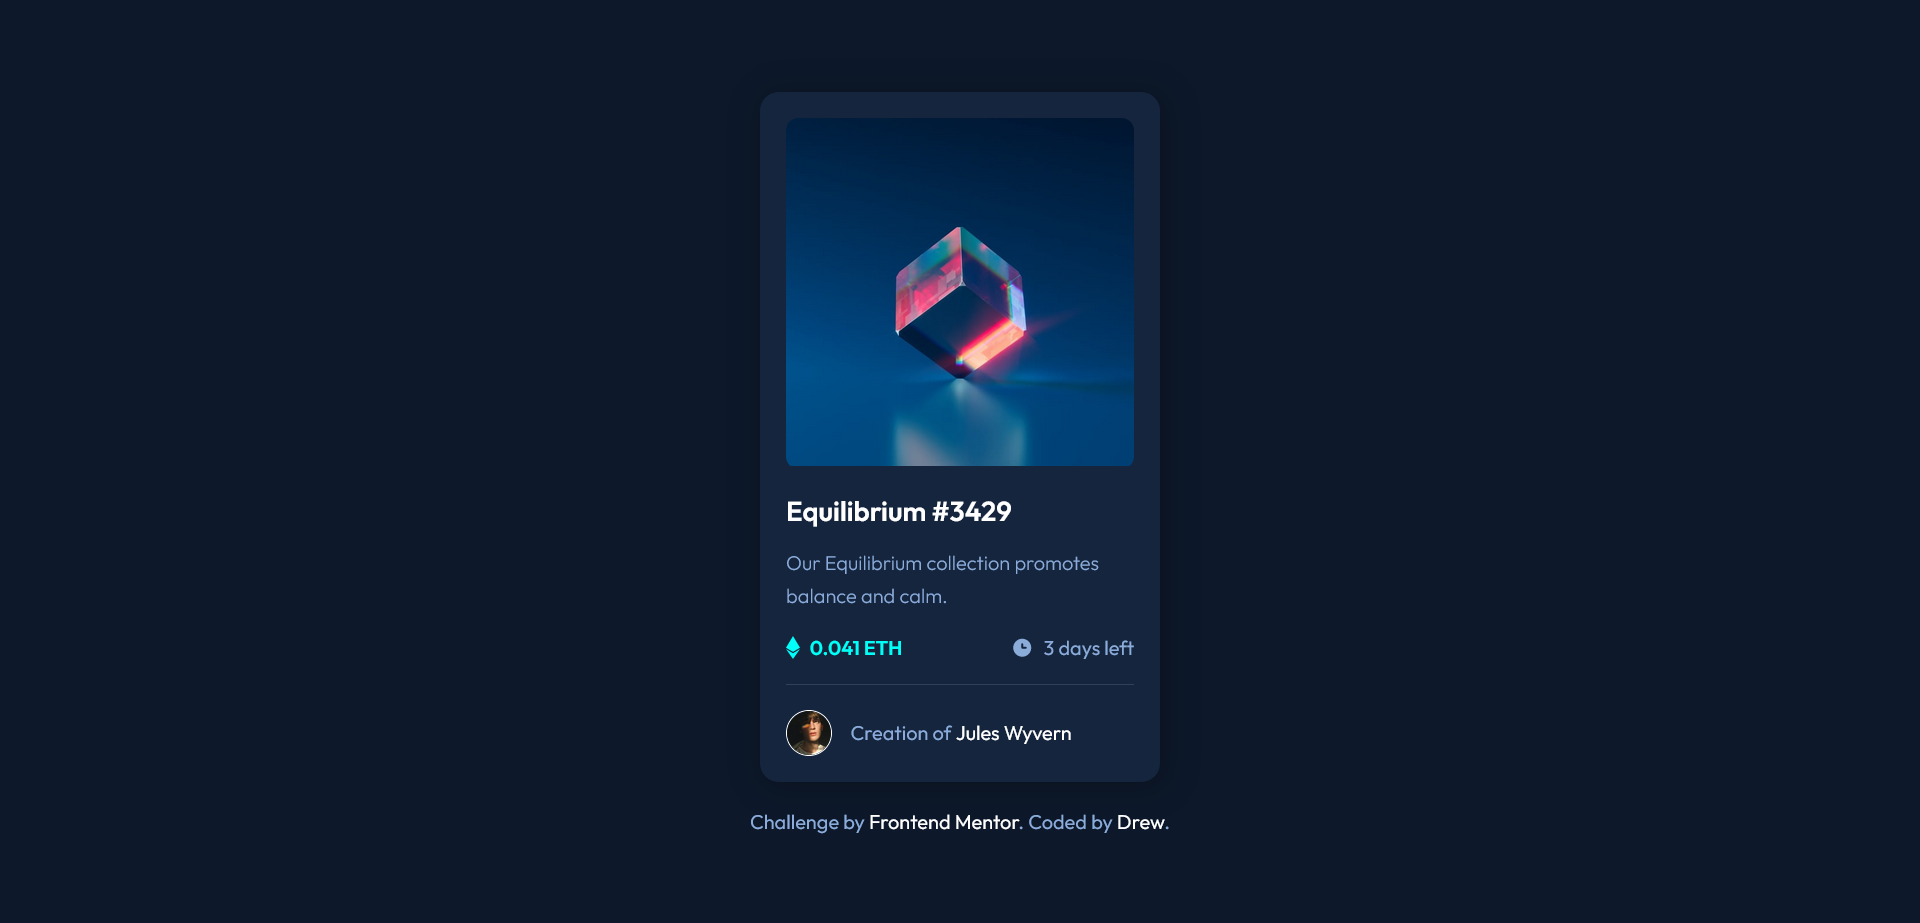 Equilibrium #3429
Our Equilibrium collection promotes
balance and calm.
0.041 ETH
3 days left
Creation of Jules Wyvern
Challenge by Frontend Mentor. Coded by Drew.